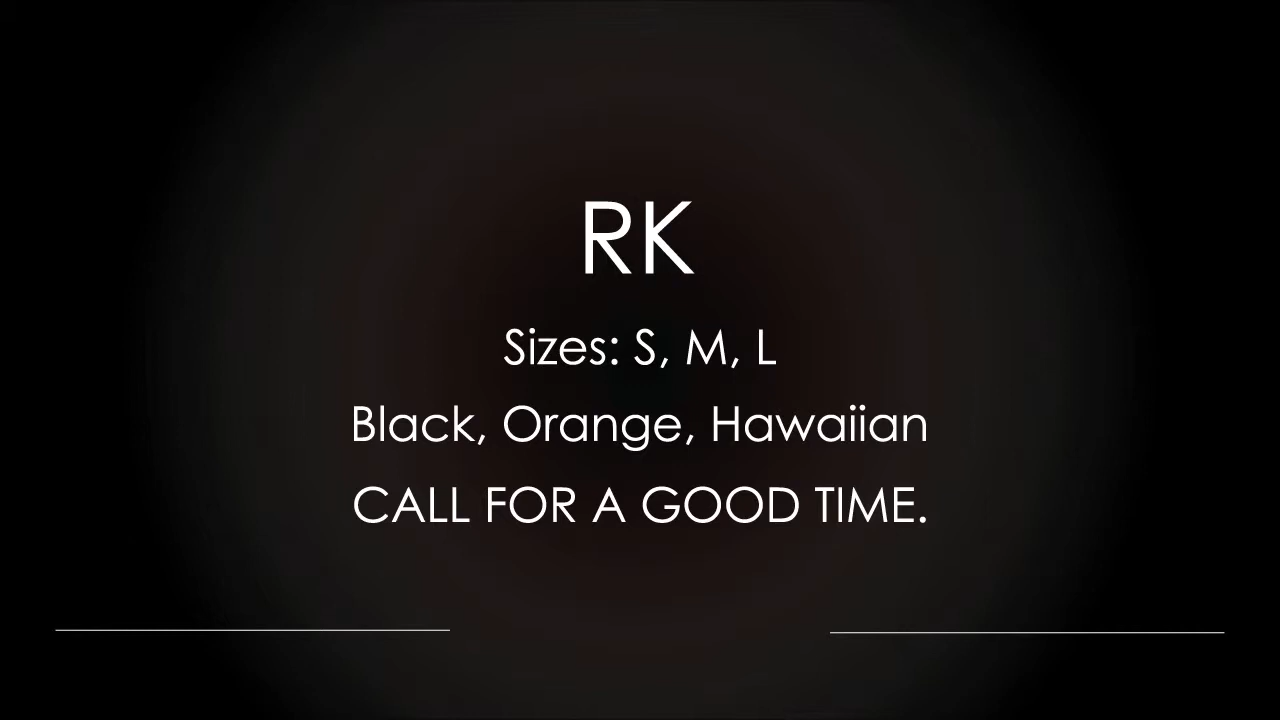 RK
Sizes: S, M, L
Black, Orange, Hawaiian
CALL FOR A GOOD TIME.